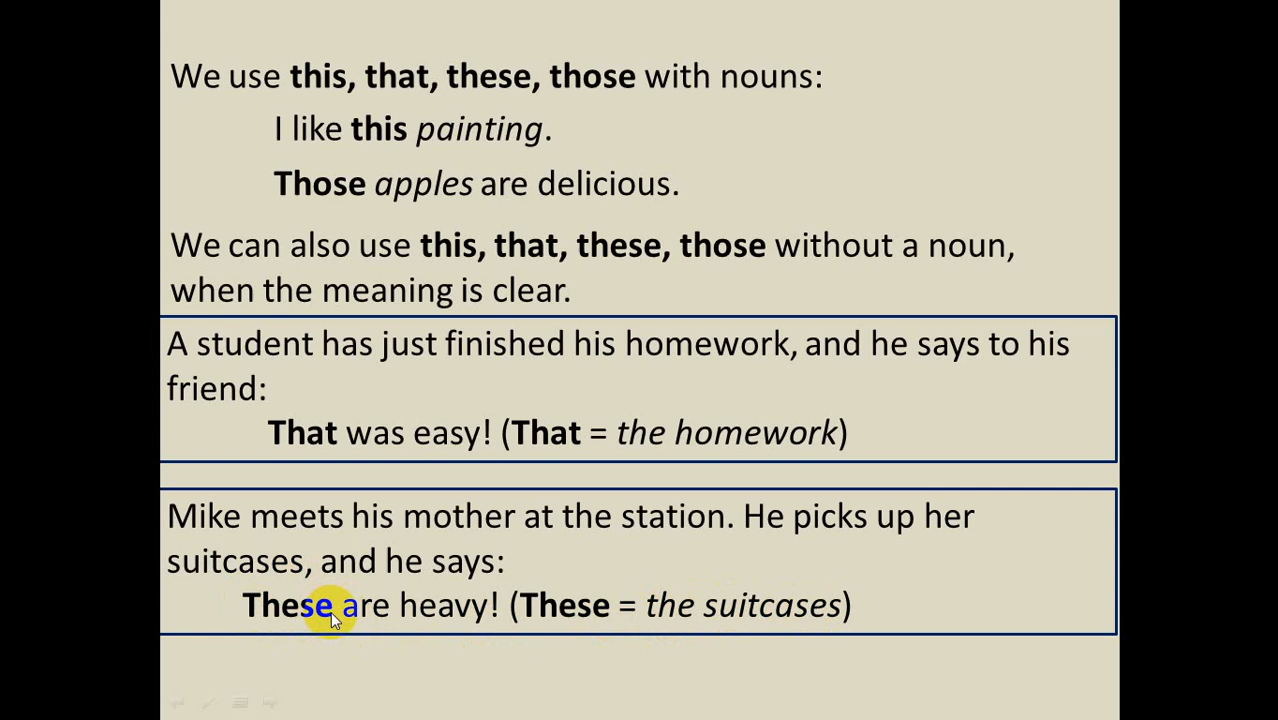 We use this, that, these, those with nouns:
I like this painting.
Those apples are delicious.
We can also use this, that, these, those without a noun,
when the meaning is clear.
A student has just finished his homework, and he says to his
friend:
That was easy! (That = the homework)
Mike meets his mother at the station. He picks up her
suitcases, and he says:
These are heavy! (These = the suitcases)